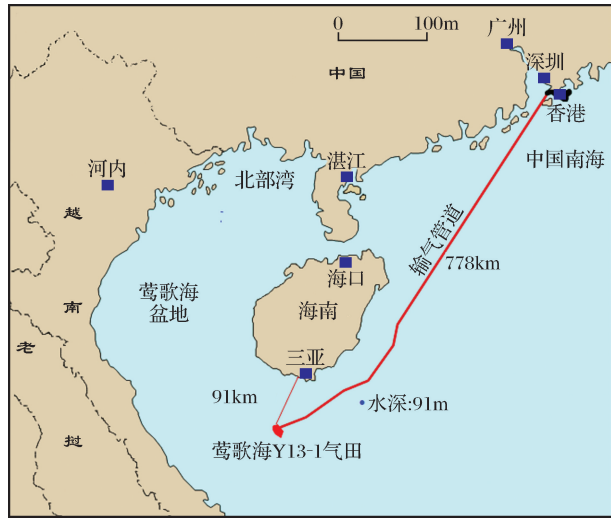 广州
0 100m
深圳
中国
香港
中国南海
湛江
北部湾
河内
越
输气管道
778km
海口
莺歌海
盆地
海南
南
老
三亚
91km
水深:91m
挝
莺歌海Y13-1气田